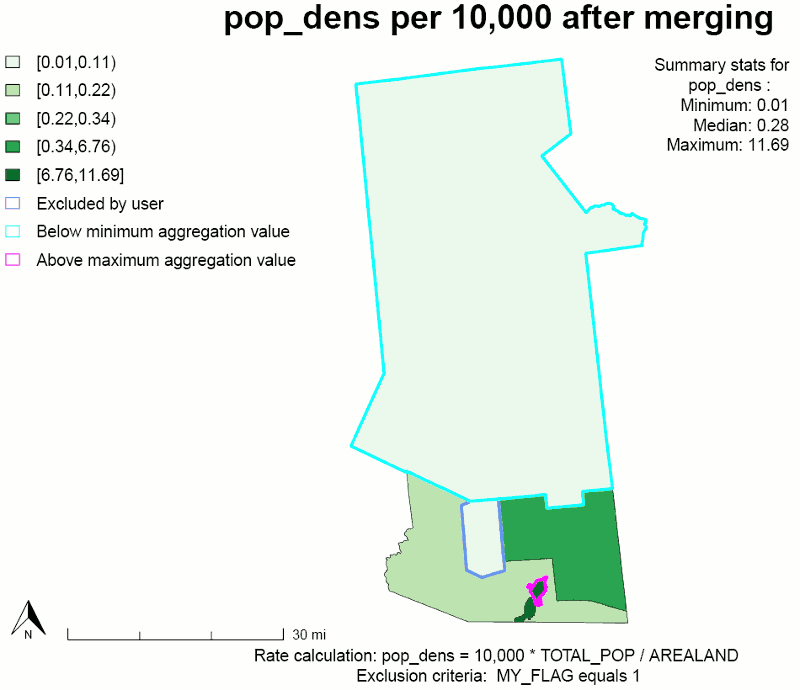 pop_dens per 10,000 after merging
[0.01,0.11)
[0.11,0.22)
[0.22,0.34)
[0.34,6.76)
[6.76,11.69]
Excluded by user
Below minimum aggregation value
Above maximum aggregation value
Summary stats for
pop_dens :
Minimum: 0.01
Median: 0.28
Maximum: 11.69
N
30 mi
Rate calculation: pop_dens = 10,000 * TOTAL_POP / AREALAND
Exclusion criteria: MY_FLAG equals 1